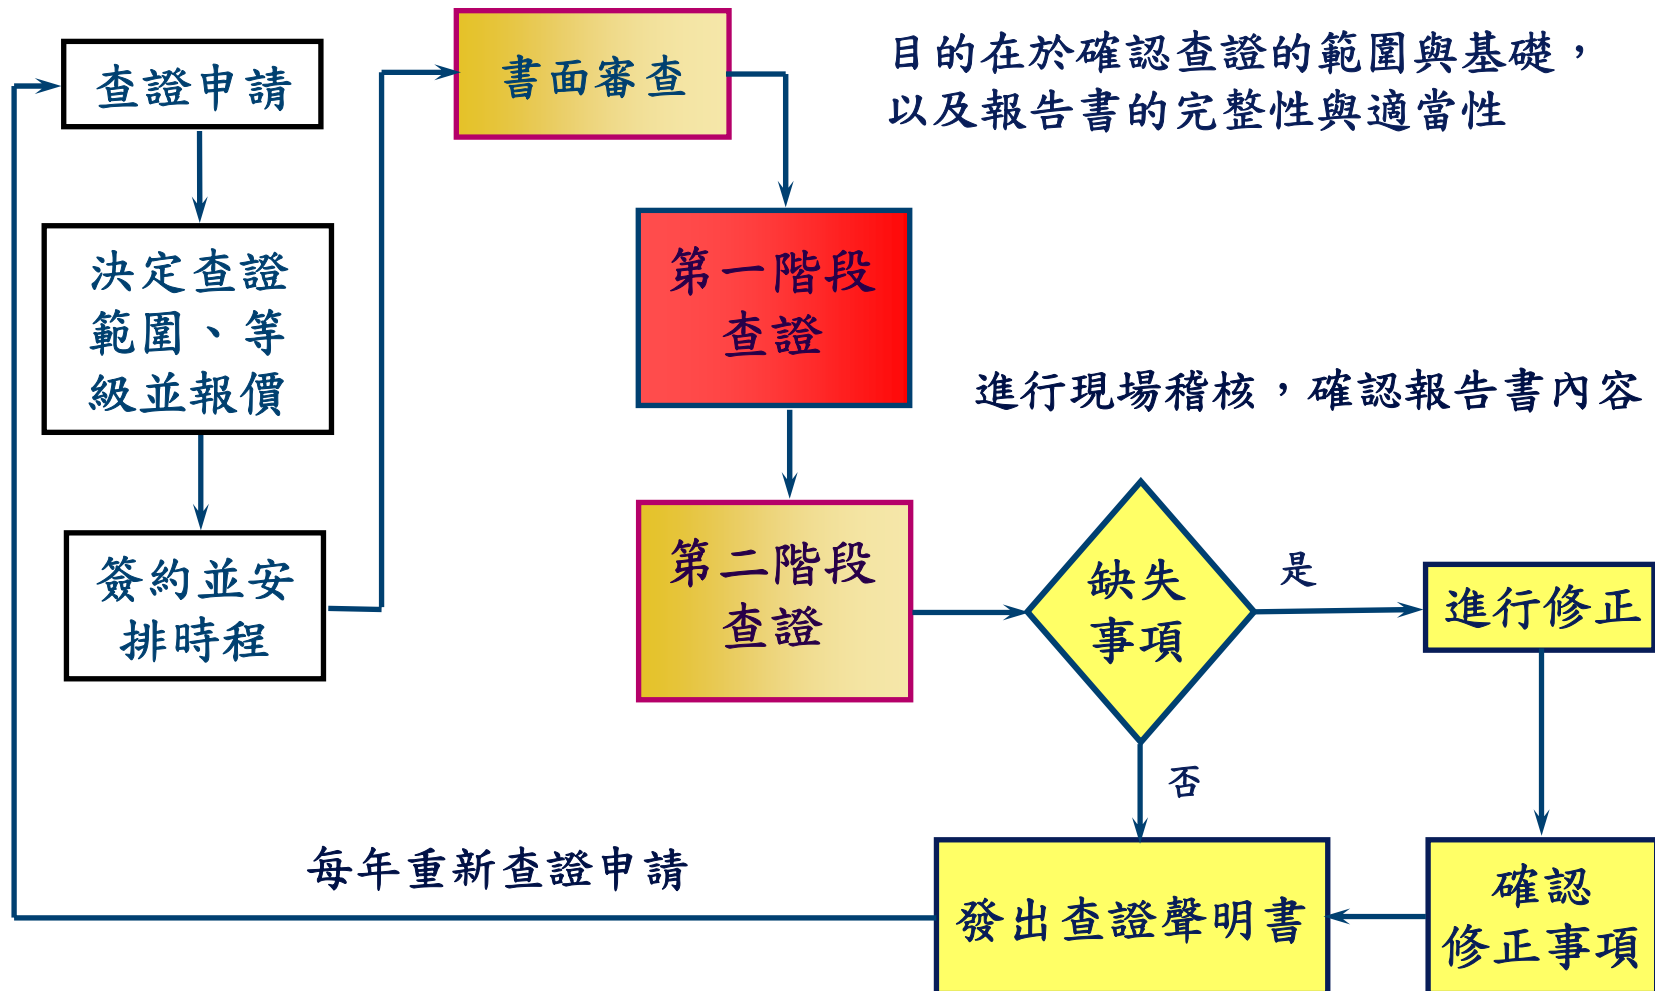 查證申請
決定查證
範圍、等
級並報價
簽約並安
排時程
書面審查
目的在於確認查證的範圍與基礎，
以及報告書的完整性與適當性
第一階段
查證
進行現場稽核，確認報告書內容
第二階段
查證
缺失
事項
是
進行修正
否
確認
修正事項
發出查證聲明書
每年重新查證申請